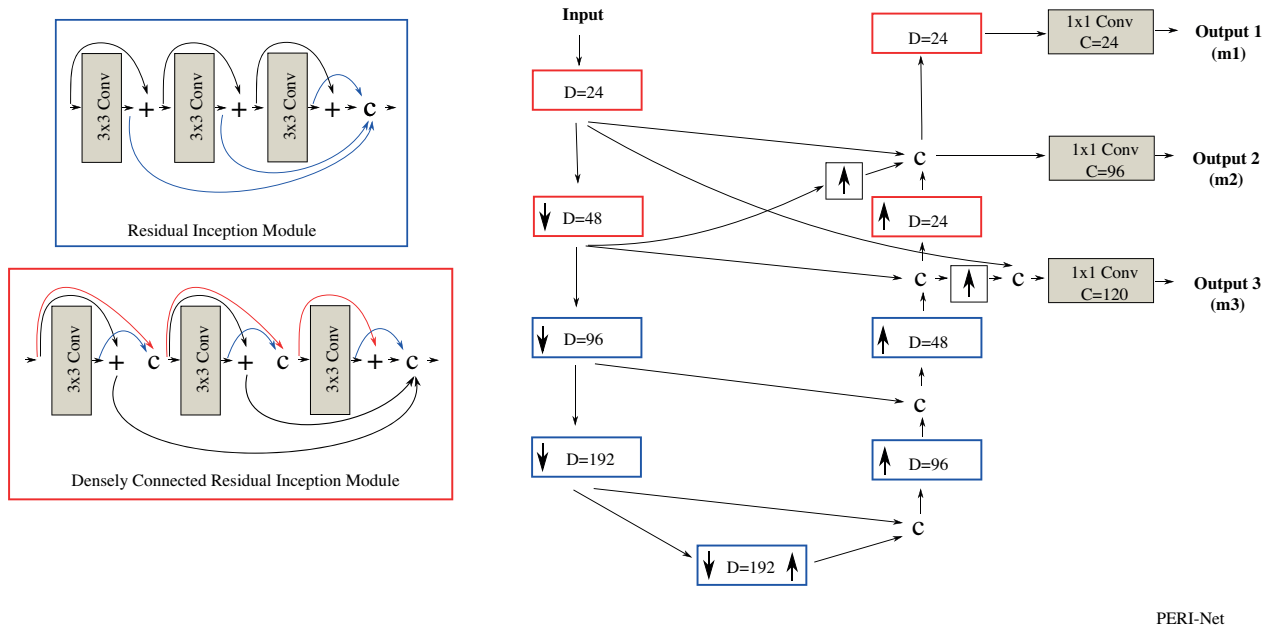 3x3 Conv
+
3x3 Conv
+
3x3 Conv
+
c
Residual Inception Module
3x3 Conv
+
c
3x3 Conv
+
c
3x3 Conv
+
c
Densely Connected Residual Inception Module
Input
D=24
D=48
D=96
D=192
D=192
c
D=96
c
D=48
c
c
D=24
c
D=24
1x1 Conv
C=24
Output 1
(m1)
1x1 Conv
C=96
Output 2
(m2)
1x1 Conv
C=120
Output 3
(m3)
PERI-Net